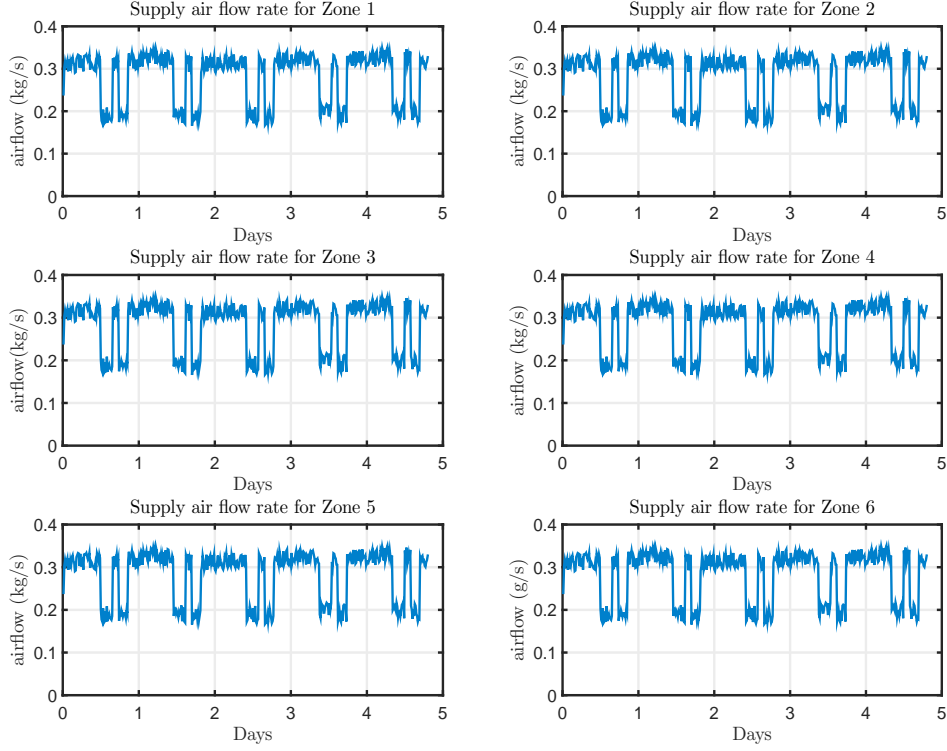 Supply air flow rate for Zone 1
airflow (kg/s)
0.4
0.3
0.2
0.1
0
0 1 2 3 4 5
Days
Supply air flow rate for Zone 2
airflow (kg/s)
0.4
0.3
0.2
0.1
0
0 1 2 3 4 5
Days
Supply air flow rate for Zone 3
airflow(kg/s)
0.4
0.3
0.2
0.1
0
0 1 2 3 4 5
Days
Supply air flow rate for Zone 4
airflow (kg/s)
0.4
0.3
0.2
0.1
0
0 1 2 3 4 5
Days
Supply air flow rate for Zone 5
airflow (kg/s)
0.4
0.3
0.2
0.1
0
0 1 2 3 4 5
Days
Supply air flow rate for Zone 6
airflow (g/s)
0.4
0.3
0.2
0.1
0
0 1 2 3 4 5
Days